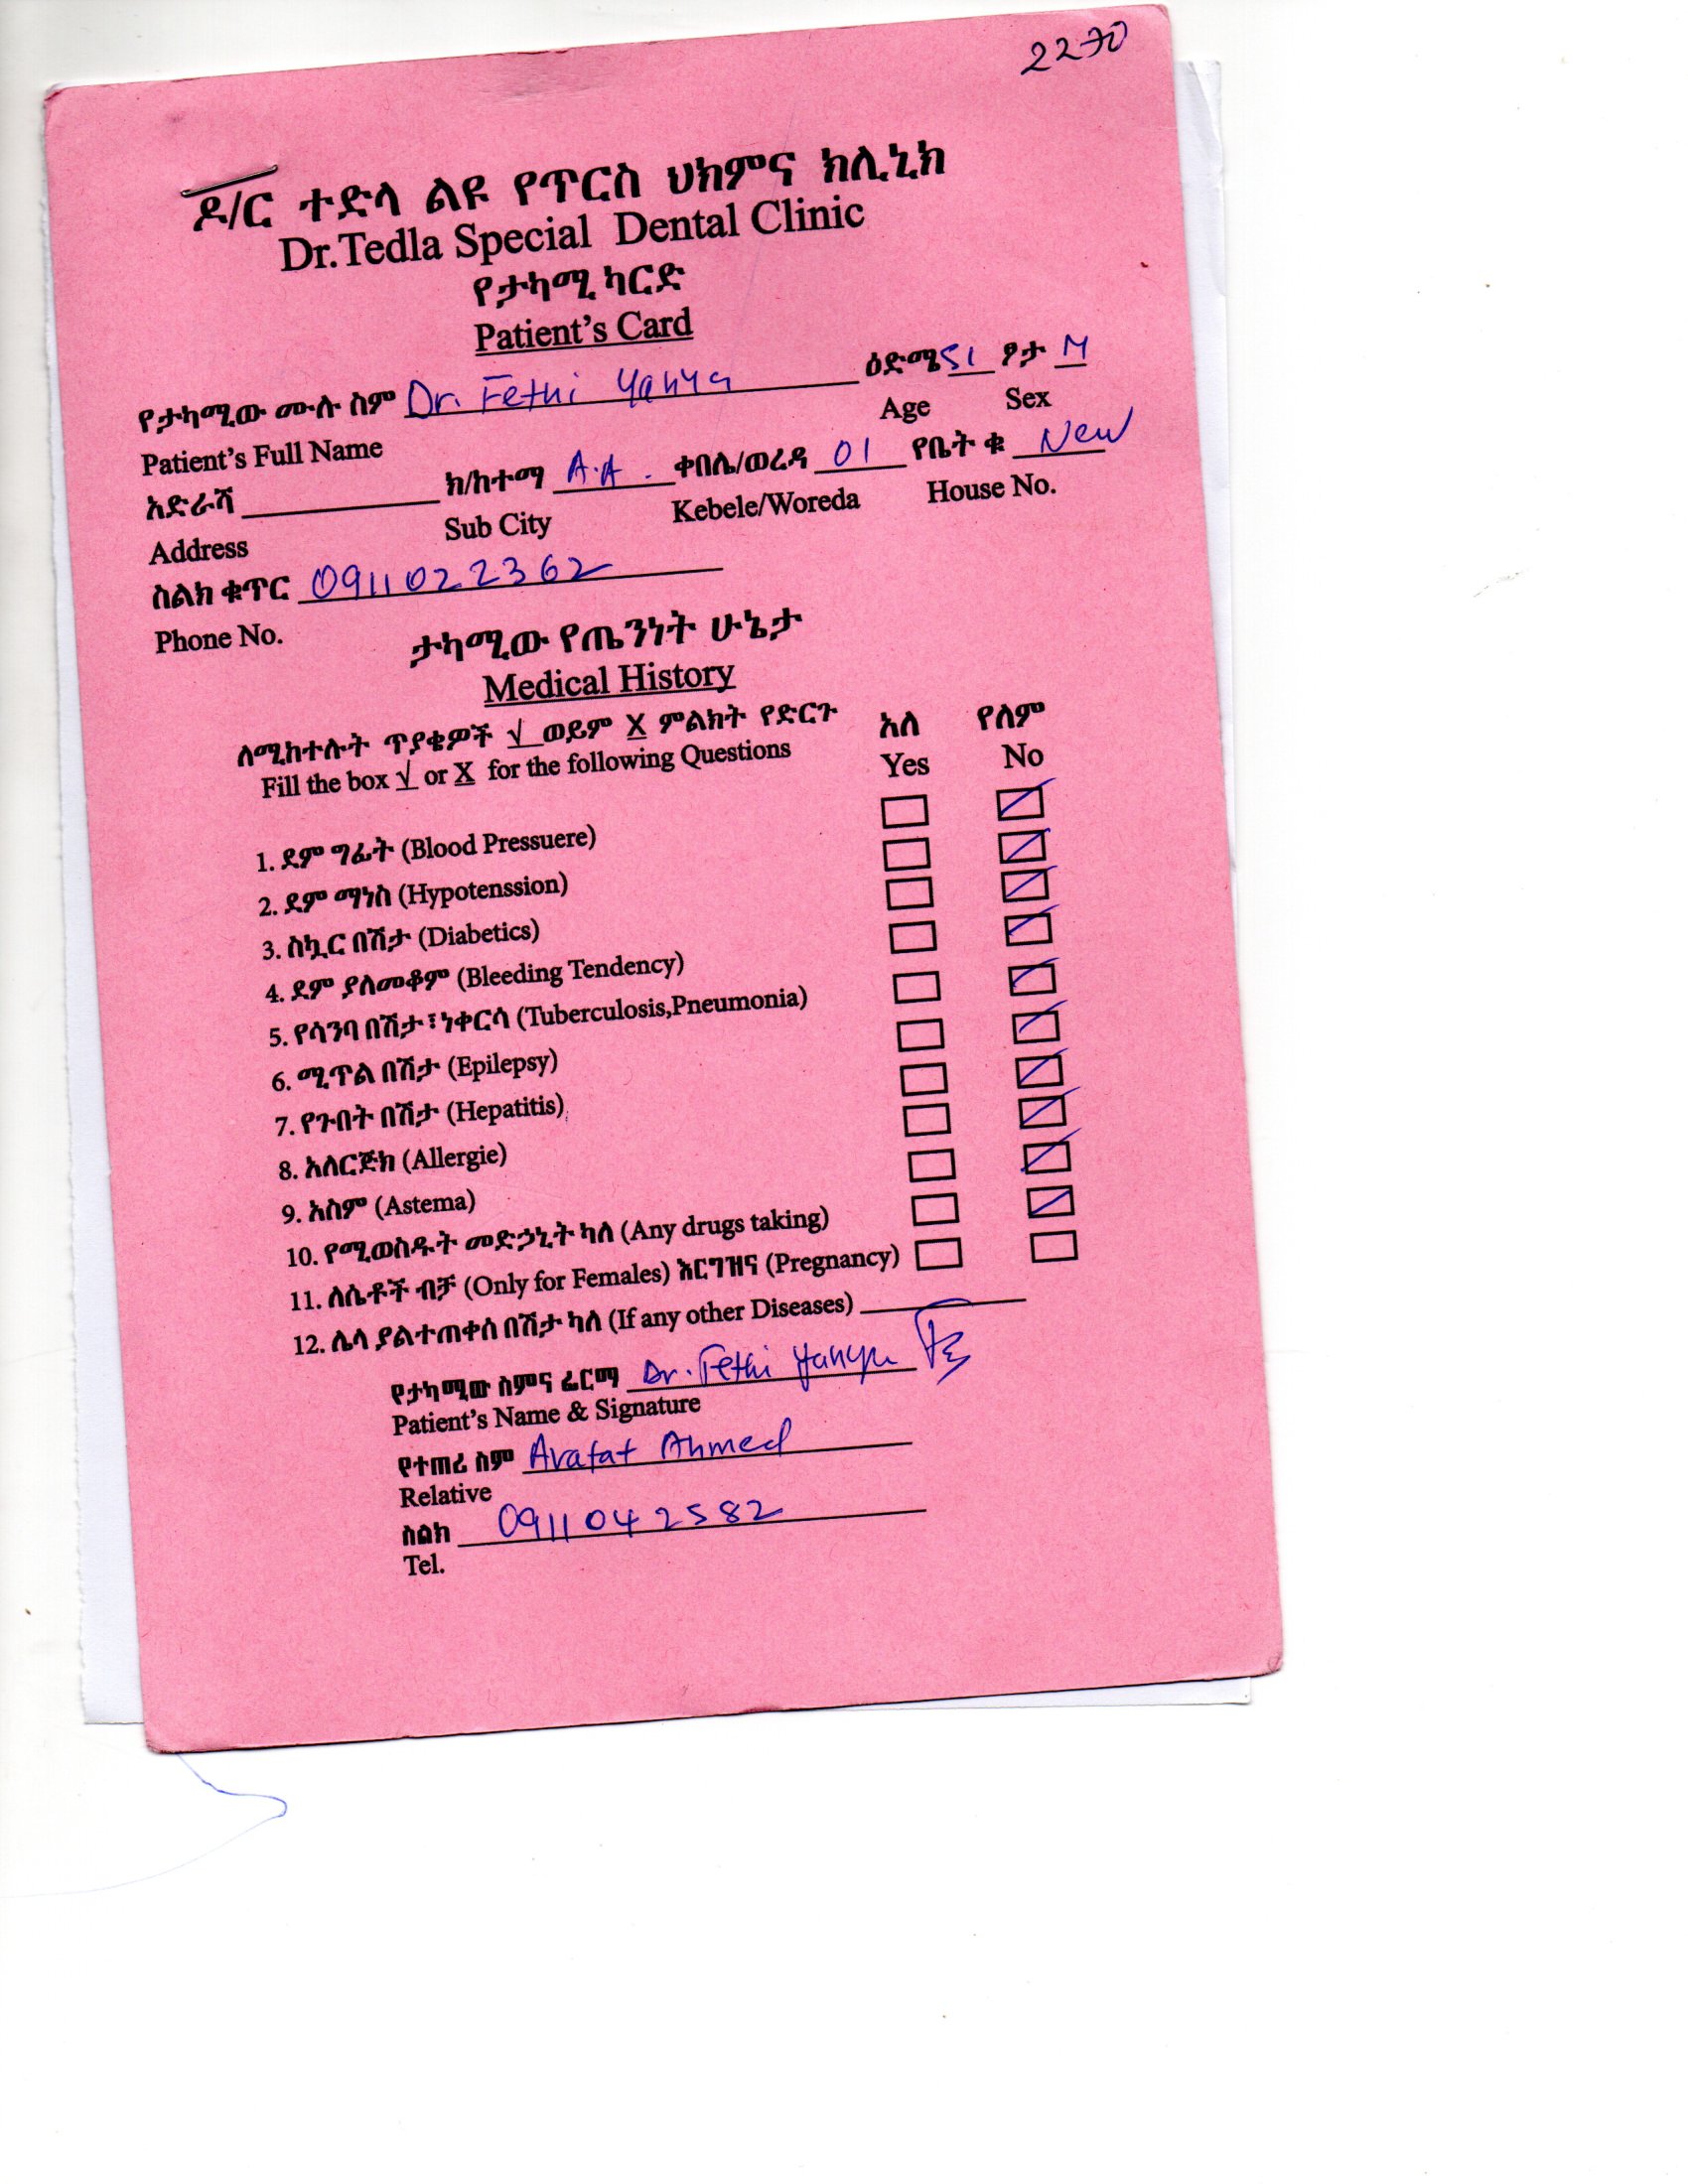 2270
ዶ/ር ተድላ ልዩ የጥርስ ህክምና ክሊኒክ
Dr.Tedla Special Dental Clinic
የታካሚ ካርድ
Patient's Card
የታካሚው ሙሉ ስም Dr. Fethi Yahya ዕድሜ 51 ፆታ M
Patient's Full Name Age Sex
አድራሻ ክ/ከተማ A.A. ቀበሌ/ወረዳ 01 የቤት ቁ New
Address Sub City Kebele/Woreda House No.
ስልክ ቁጥር 0911022362
Phone No.
ታካሚው የጤንነት ሁኔታ
Medical History
ለሚከተሉት ጥያቄዎች √ ወይም X ምልክት የድርጉ አለ የለም
Fill the box √ or X for the following Questions Yes No
1. ደም ግፊት (Blood Pressuere)
2. ደም ማነስ (Hypotenssion)
3. ስኳር በሽታ (Diabetics)
4. ደም ያለመቆም (Bleeding Tendency)
5. የሳንባ በሽታ፣ ነቀርሳ (Tuberculosis,Pneumonia)
6. ሚጥል በሽታ (Epilepsy)
7. የጉበት በሽታ (Hepatitis)
8. አለርጅክ (Allergie)
9. አስም (Astema)
10. የሚወስዱት መድኃኒት ካለ (Any drugs taking)
11. ለሴቶች ብቻ (Only for Females) እርግዝና (Pregnancy)
12. ሌላ ያልተጠቀሰ በሽታ ካለ (If any other Diseases)
የታካሚው ስምና ፊርማ Dr. Fethi Yahya
Patient's Name & Signature
የተጠሪ ስም Arafat Ahmed
Relative
ስልክ 0911042582
Tel.